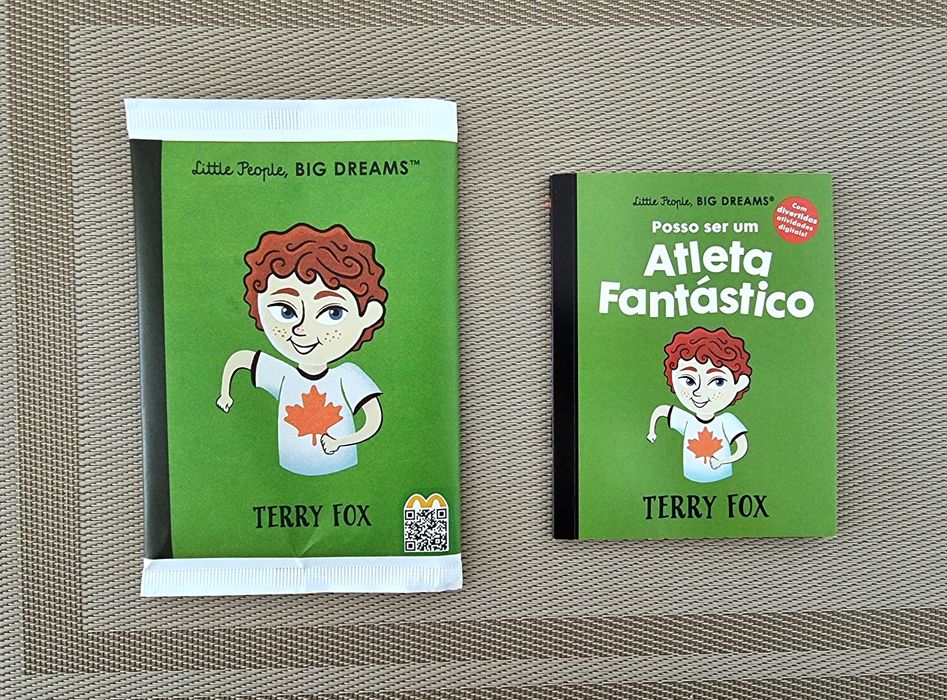 Little People, BIG DREAMS™
TERRY FOX
Little People, BIG DREAMS®
Com
divertidas
atividades
digitais!
Posso ser um
Atleta
Fantástico
TERRY FOX